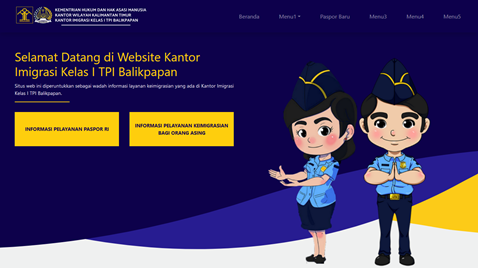 KEMENTRIAN HUKUM DAN HAK ASASI MANUSIA
KANTOR WILAYAH KALIMANTAN TIMUR
KANTOR IMIGRASI KELAS I TPI BALIKPAPAN
Beranda Menu1 Paspor Baru Menu3 Menu4 Menu5
Selamat Datang di Website Kantor
Imigrasi Kelas I TPI Balikpapan
Situs web ini diperuntukkan sebagai wadah informasi layanan keimigrasian yang ada di Kantor Imigrasi
Kelas I TPI Balikpapan.
INFORMASI PELAYANAN PASPOR RI
INFORMASI PELAYANAN KEIMIGRASIAN
BAGI ORANG ASING